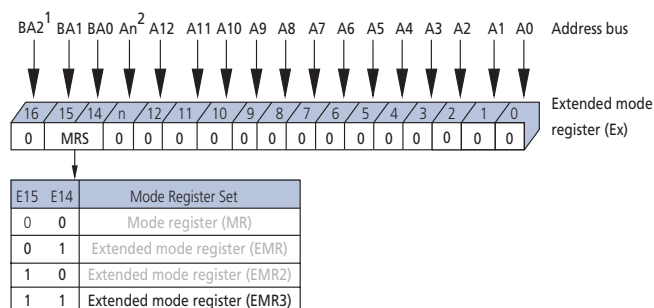 BA2¹ BA1 BA0 An² A12 A11 A10 A9 A8 A7 A6 A5 A4 A3 A2 A1 A0 Address bus
16 15 14 n 12 11 10 9 8 7 6 5 4 3 2 1 0 Extended mode
0 MRS 0 0 0 0 0 0 0 0 0 0 0 0 0 0 register (Ex)
E15 E14 Mode Register Set
0 0 Mode register (MR)
0 1 Extended mode register (EMR)
1 0 Extended mode register (EMR2)
1 1 Extended mode register (EMR3)